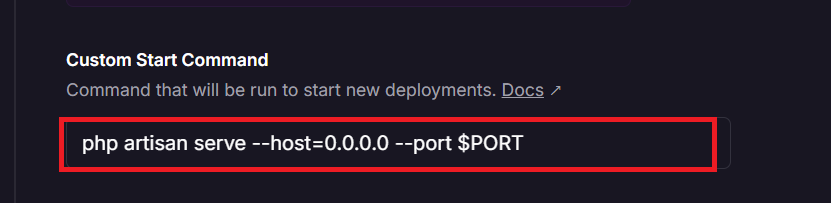 Custom Start Command
Command that will be run to start new deployments. Docs ↗
php artisan serve --host=0.0.0.0 --port $PORT